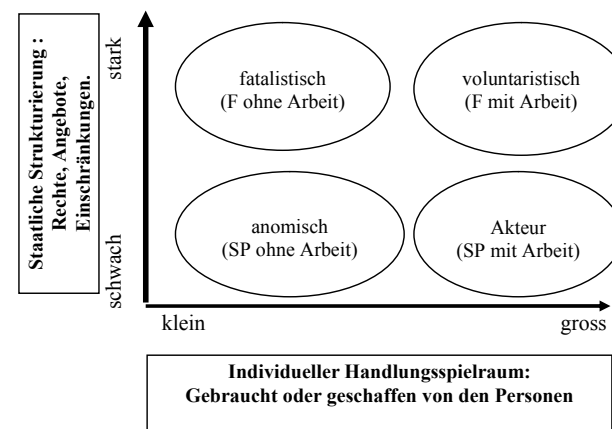 Staatliche Strukturierung :
Rechte, Angebote,
Einschränkungen.
stark
schwach
fatalistisch
(F ohne Arbeit)
voluntaristisch
(F mit Arbeit)
anomisch
(SP ohne Arbeit)
Akteur
(SP mit Arbeit)
klein
gross
Individueller Handlungsspielraum:
Gebraucht oder geschaffen von den Personen